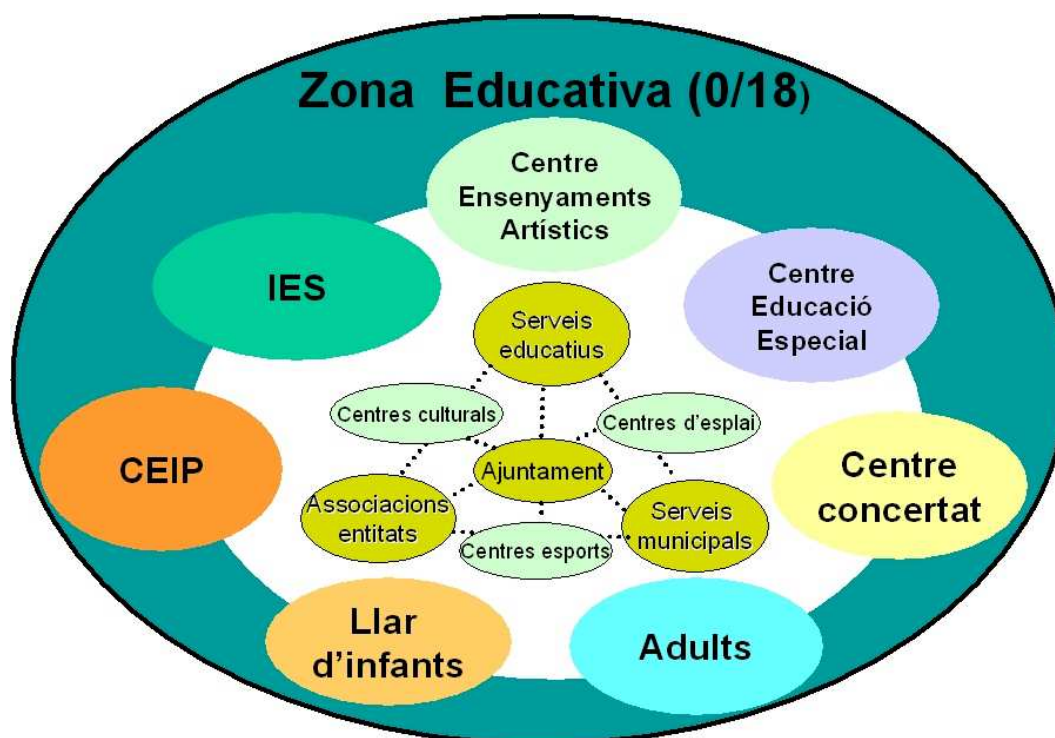 Zona Educativa (0/18)
Centre
Ensenyaments
Artístics
IES
Centre
Educació
Especial
Serveis
educatius
Centres culturals
Centres d’esplai
CEIP
Ajuntament
Centre
concertat
Associacions
entitats
Serveis
municipals
Centres esports
Llar
d’infants
Adults